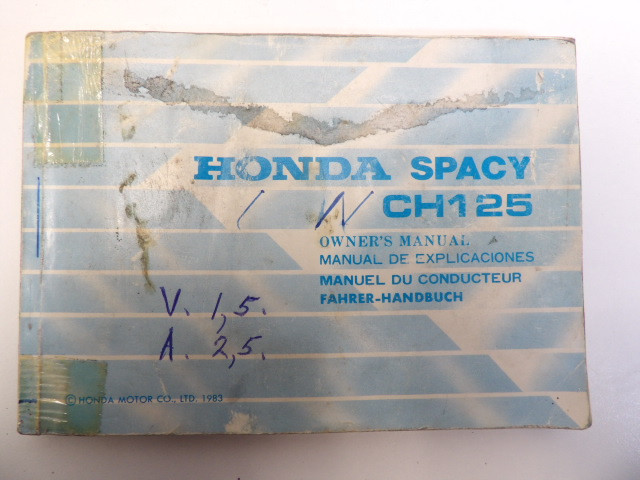 HONDA SPACY
CH125
OWNER'S MANUAL
MANUAL DE EXPLICACIONES
MANUEL DU CONDUCTEUR
FAHRER-HANDBUCH
V. 1,5.
A. 2,5.
© HONDA MOTOR CO., LTD. 1983